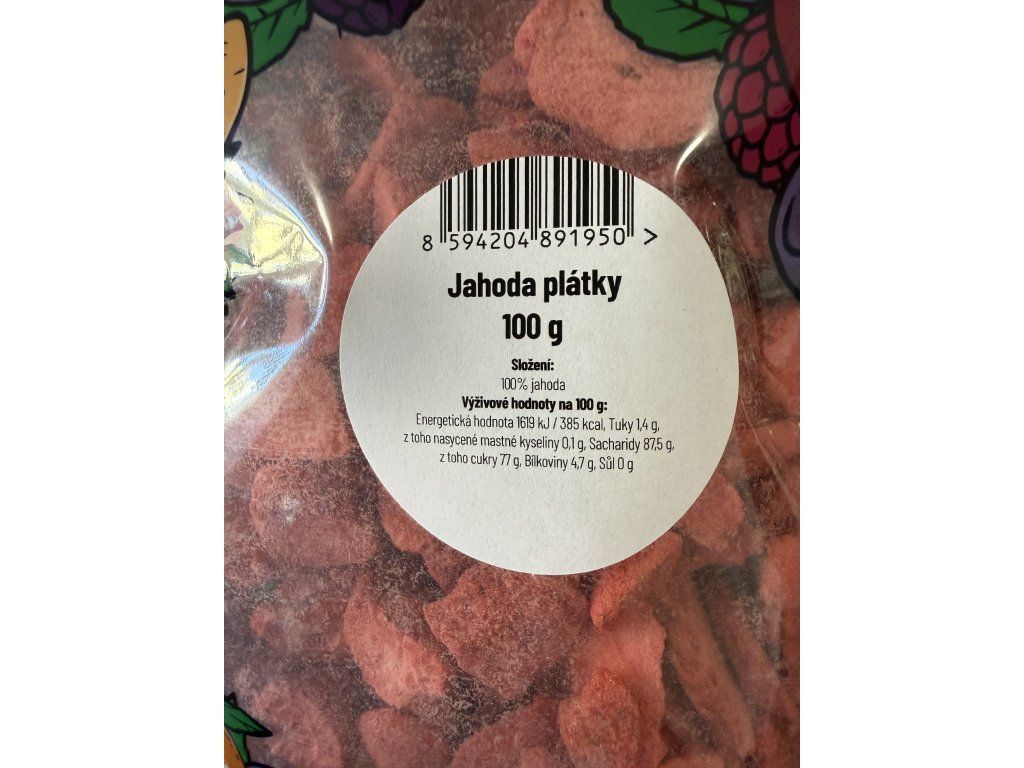 8 594204 891950 >
Jahoda plátky
100 g
Složení:
100% jahoda
Výživové hodnoty na 100 g:
Energetická hodnota 1619 kJ / 385 kcal, Tuky 1,4 g,
z toho nasycené mastné kyseliny 0,1 g, Sacharidy 87,5 g,
z toho cukry 77 g, Bílkoviny 4,7 g, Sůl 0 g